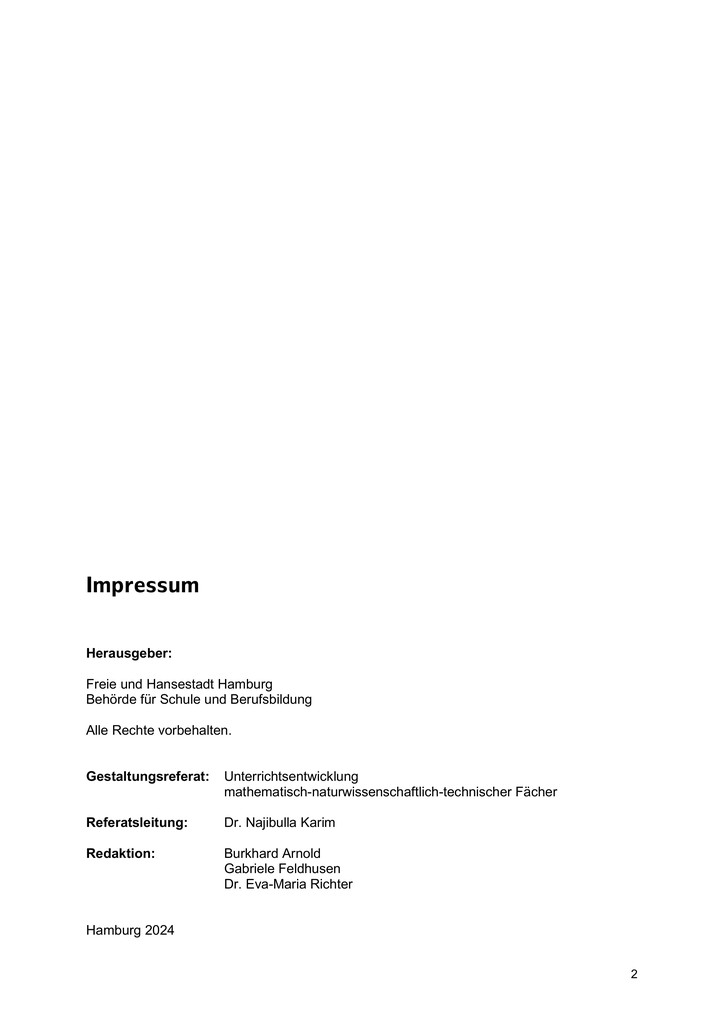 Impressum
Herausgeber:
Freie und Hansestadt Hamburg
Behörde für Schule und Berufsbildung
Alle Rechte vorbehalten.
Gestaltungsreferat: Unterrichtsentwicklung
mathematisch-naturwissenschaftlich-technischer Fächer
Referatsleitung: Dr. Najibulla Karim
Redaktion: Burkhard Arnold
Gabriele Feldhusen
Dr. Eva-Maria Richter
Hamburg 2024
2